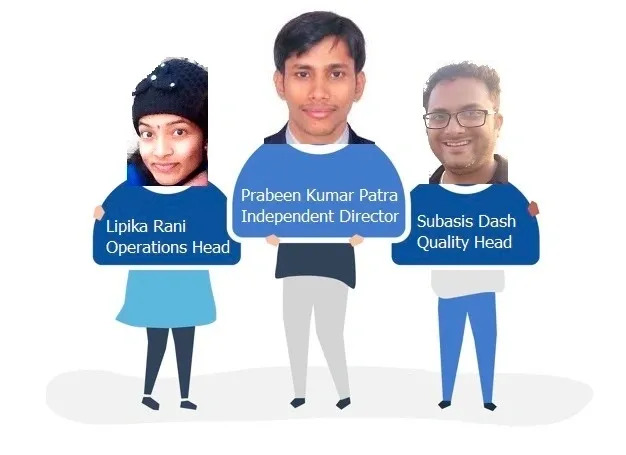 Lipika Rani
Operations Head
Prabeen Kumar Patra
Independent Director
Subasis Dash
Quality Head